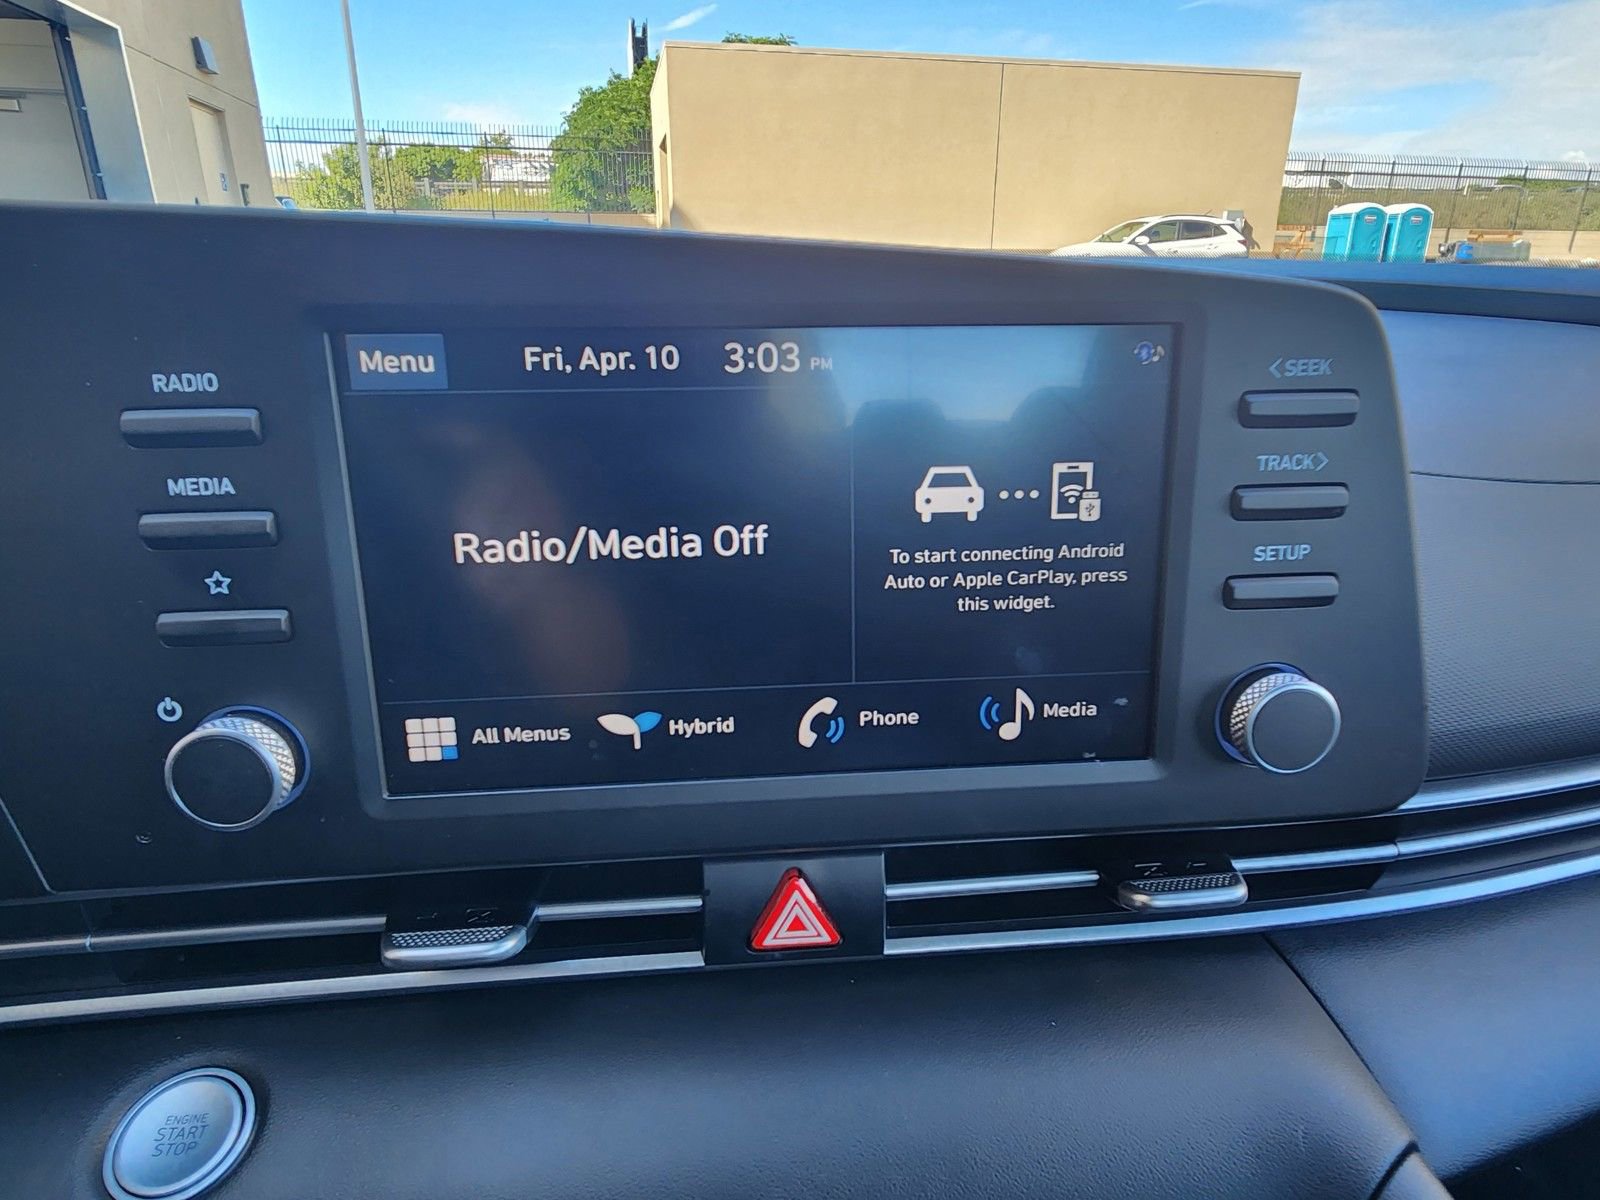 RADIO
MEDIA
Menu
Fri, Apr. 10
3:03 PM
Radio/Media Off
To start connecting Android
Auto or Apple CarPlay, press
this widget.
All Menus
Hybrid
Phone
Media
<SEEK
TRACK>
SETUP
ENGINE
START
STOP